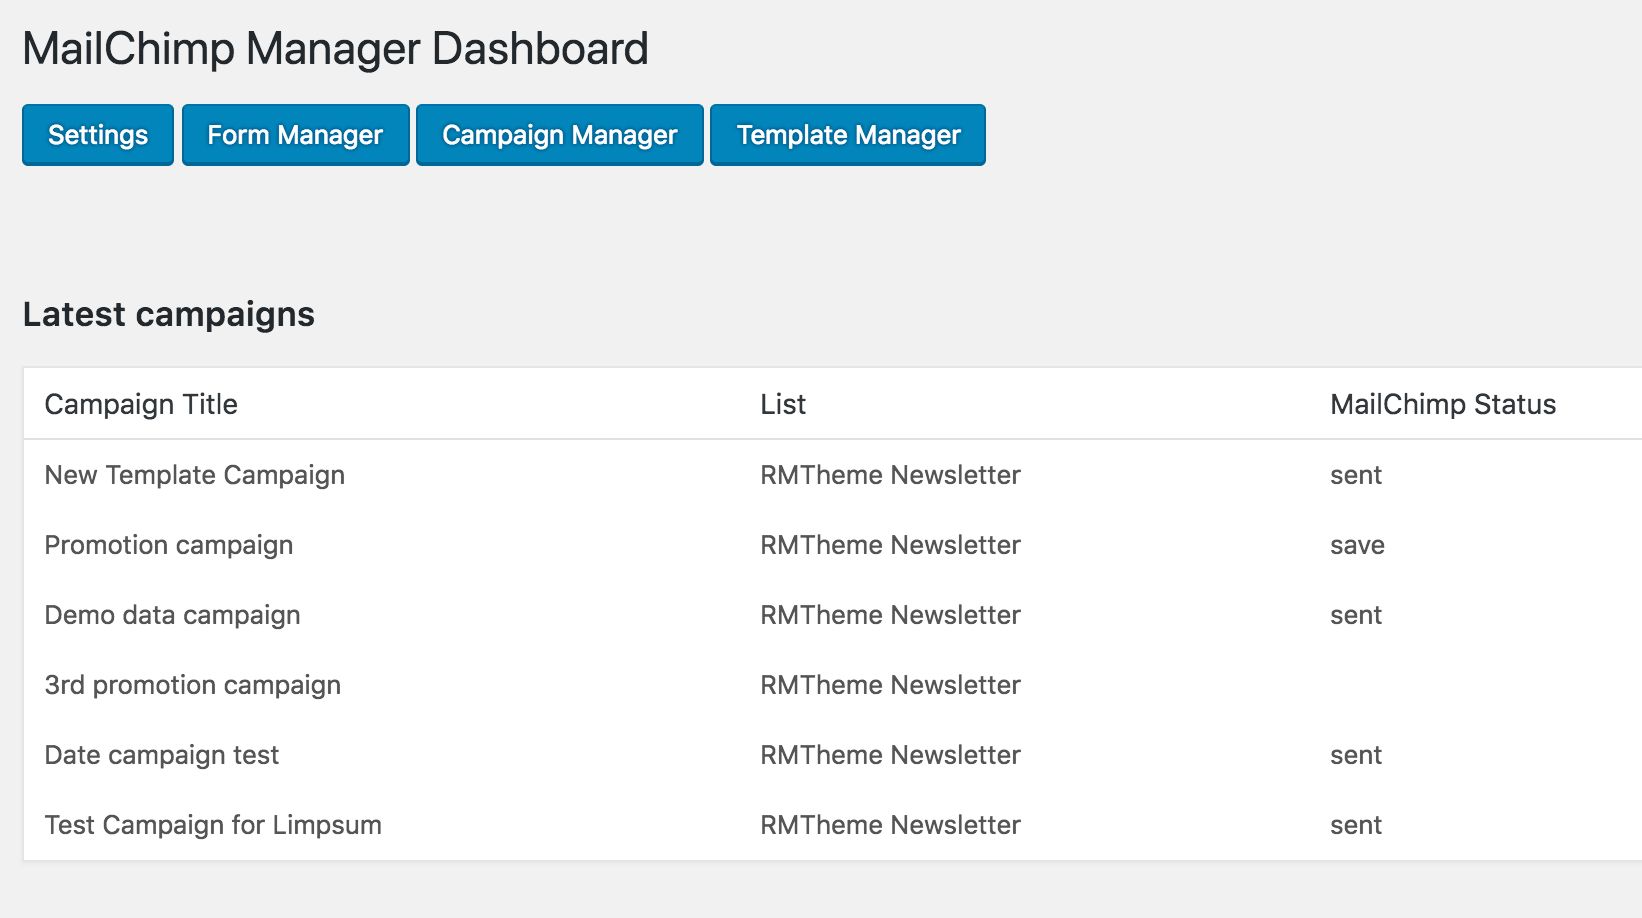 MailChimp Manager Dashboard
Settings Form Manager Campaign Manager Template Manager
Latest campaigns
Campaign Title List MailChimp Status
New Template Campaign RMTheme Newsletter sent
Promotion campaign RMTheme Newsletter save
Demo data campaign RMTheme Newsletter sent
3rd promotion campaign RMTheme Newsletter
Date campaign test RMTheme Newsletter sent
Test Campaign for Limpsum RMTheme Newsletter sent